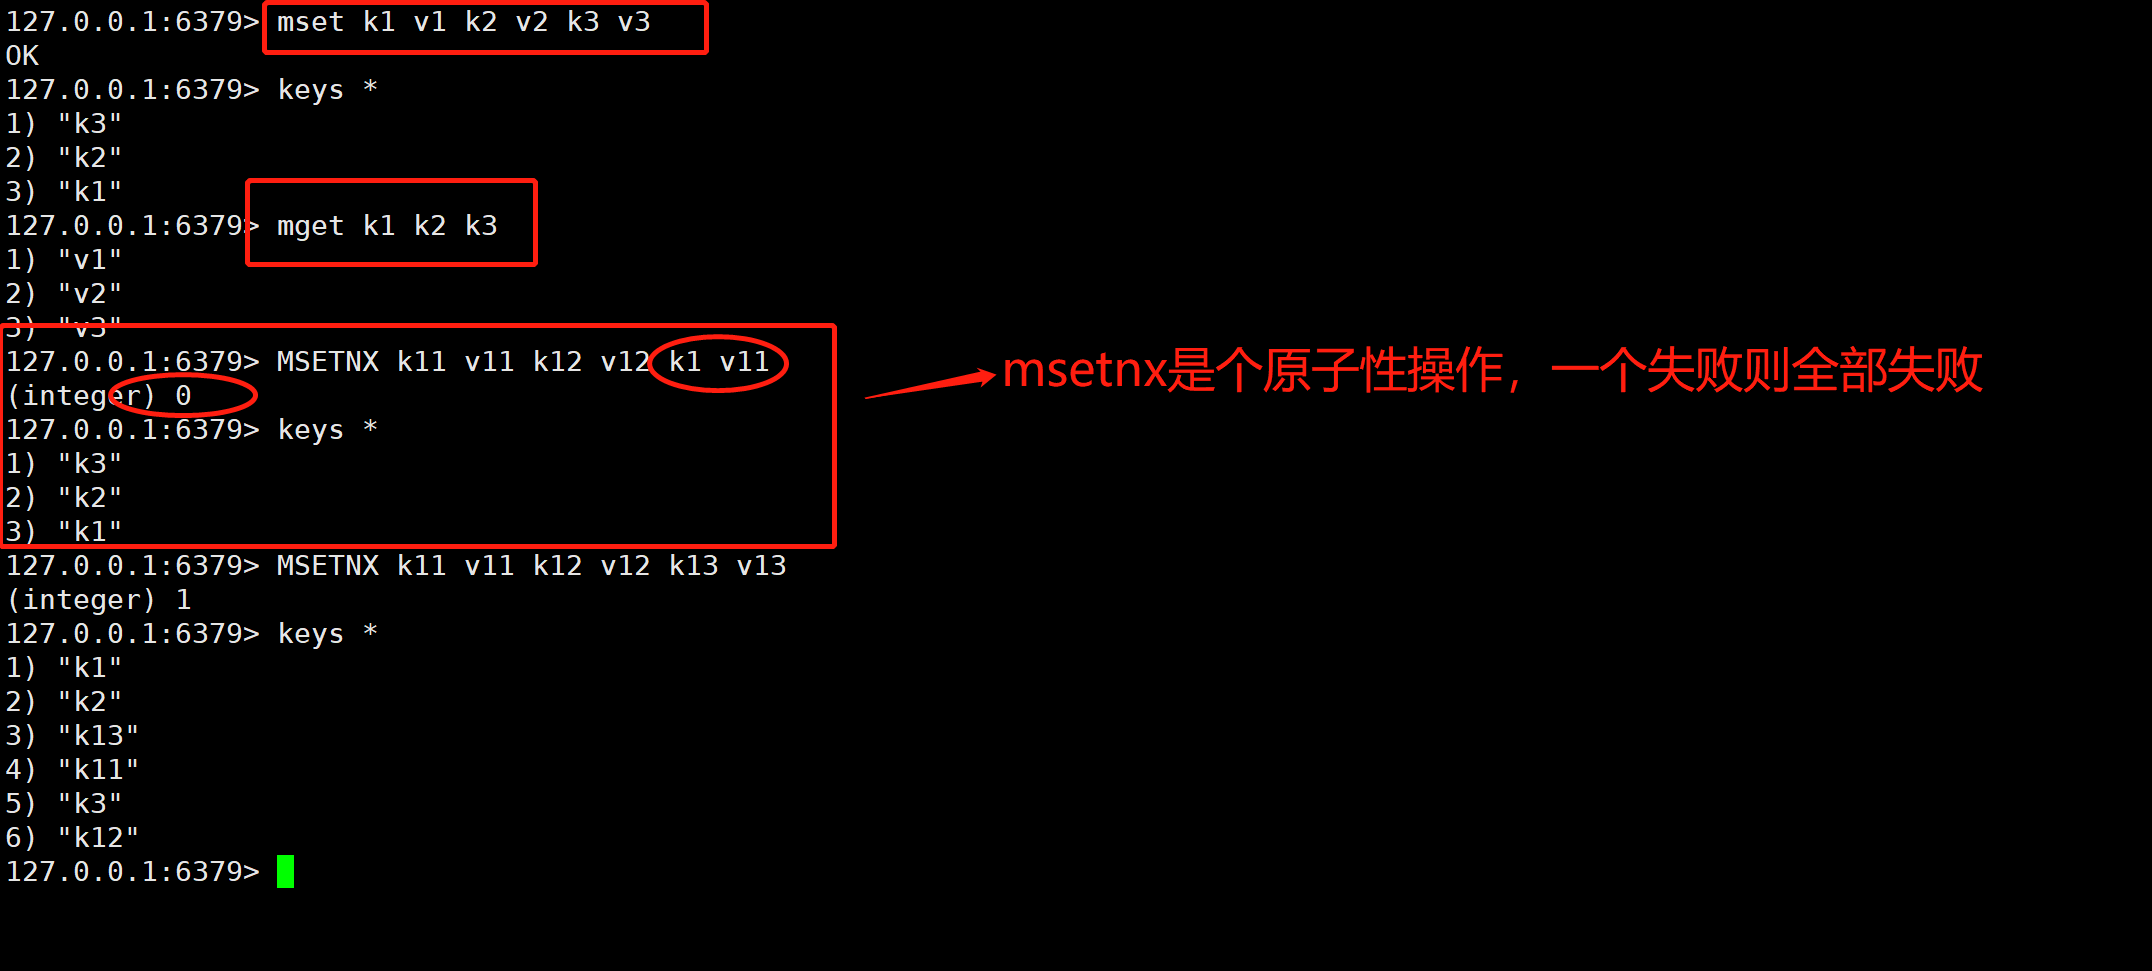 127.0.0.1:6379> mset k1 v1 k2 v2 k3 v3
OK
127.0.0.1:6379> keys *
1) "k3"
2) "k2"
3) "k1"
127.0.0.1:6379> mget k1 k2 k3
1) "v1"
2) "v2"
3) "v3"
127.0.0.1:6379> MSETNX k11 v11 k12 v12 k1 v11
msetnx是个原子性操作，一个失败则全部失败
(integer) 0
127.0.0.1:6379> keys *
1) "k3"
2) "k2"
3) "k1"
127.0.0.1:6379> MSETNX k11 v11 k12 v12 k13 v13
(integer) 1
127.0.0.1:6379> keys *
1) "k1"
2) "k2"
3) "k13"
4) "k11"
5) "k3"
6) "k12"
127.0.0.1:6379>